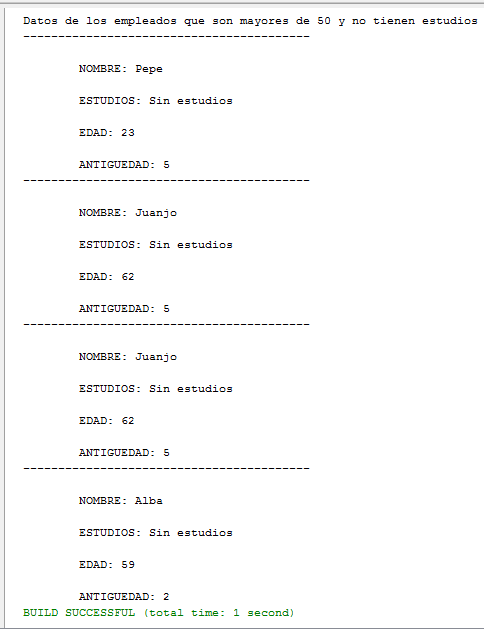 Datos de los empleados que son mayores de 50 y no tienen estudios
-----------------------------------------
NOMBRE: Pepe
ESTUDIOS: Sin estudios
EDAD: 23
ANTIGUEDAD: 5
-----------------------------------------
NOMBRE: Juanjo
ESTUDIOS: Sin estudios
EDAD: 62
ANTIGUEDAD: 5
-----------------------------------------
NOMBRE: Juanjo
ESTUDIOS: Sin estudios
EDAD: 62
ANTIGUEDAD: 5
-----------------------------------------
NOMBRE: Alba
ESTUDIOS: Sin estudios
EDAD: 59
ANTIGUEDAD: 2
BUILD SUCCESSFUL (total time: 1 second)